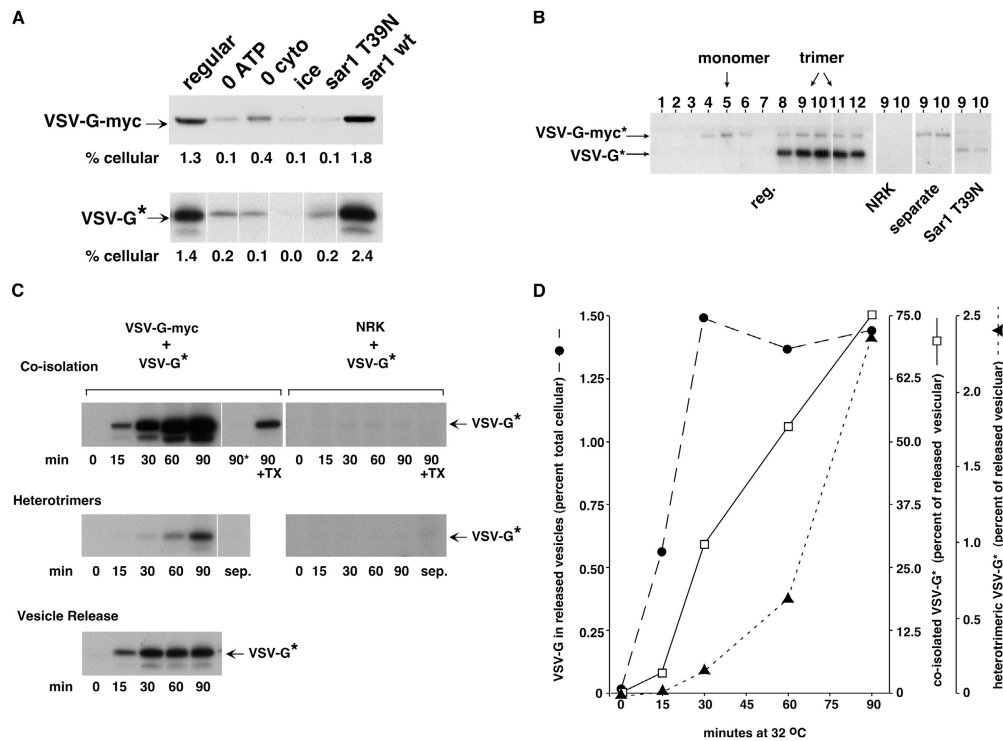 A
regular
0 ATP
0 cyto
ice
sar1 T39N
sar1 wt
VSV-G-myc
% cellular 1.3 0.1 0.4 0.1 0.1 1.8
VSV-G*
% cellular 1.4 0.2 0.1 0.0 0.2 2.4
B
monomer trimer
1 2 3 4 5 6 7 8 9 10 11 12 9 10 9 10 9 10
VSV-G-myc*
VSV-G*
reg.
NRK
separate
Sar1 T39N
C
VSV-G-myc
+
VSV-G*
NRK
+
VSV-G*
Co-isolation
VSV-G*
min 0 15 30 60 90 90* 90 +TX 0 15 30 60 90 90 +TX
Heterotrimers
VSV-G*
min 0 15 30 60 90 sep. 0 15 30 60 90 sep.
Vesicle Release
VSV-G*
min 0 15 30 60 90
D
VSV-G in released vesicles (percent total cellular)
1.50
1.25
1.00
0.75
0.50
0.25
0
75.0
62.5
50.0
37.5
25.0
12.5
0
co-isolated VSV-G* (percent of released vesicular)
2.5
2.0
1.5
1.0
0.5
0
heterotrimeric VSV-G* (percent of released vesicluar)
0 15 30 45 60 75 90
minutes at 32 ºC